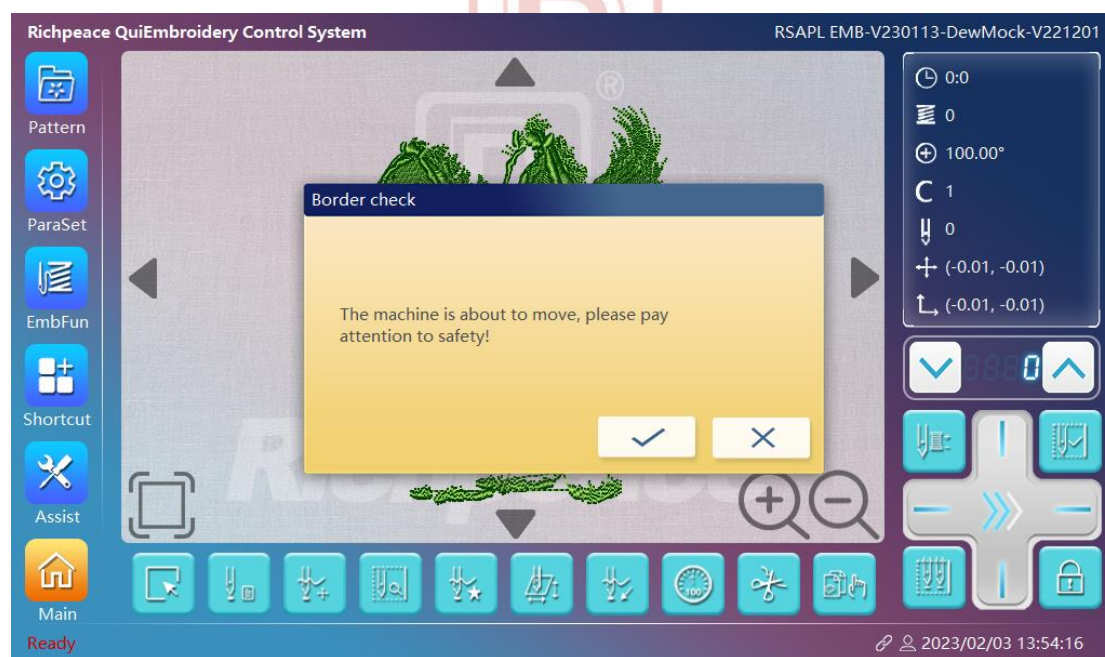 Richpeace QuiEmbroidery Control System
RSAPL EMB-V230113-DewMock-V221201
Pattern
ParaSet
EmbFun
Shortcut
Assist
Main
Border check
The machine is about to move, please pay
attention to safety!
0:0
0
100.00°
C 1
0
(-0.01, -0.01)
(-0.01, -0.01)
0
100
Ready
2023/02/03 13:54:16
®